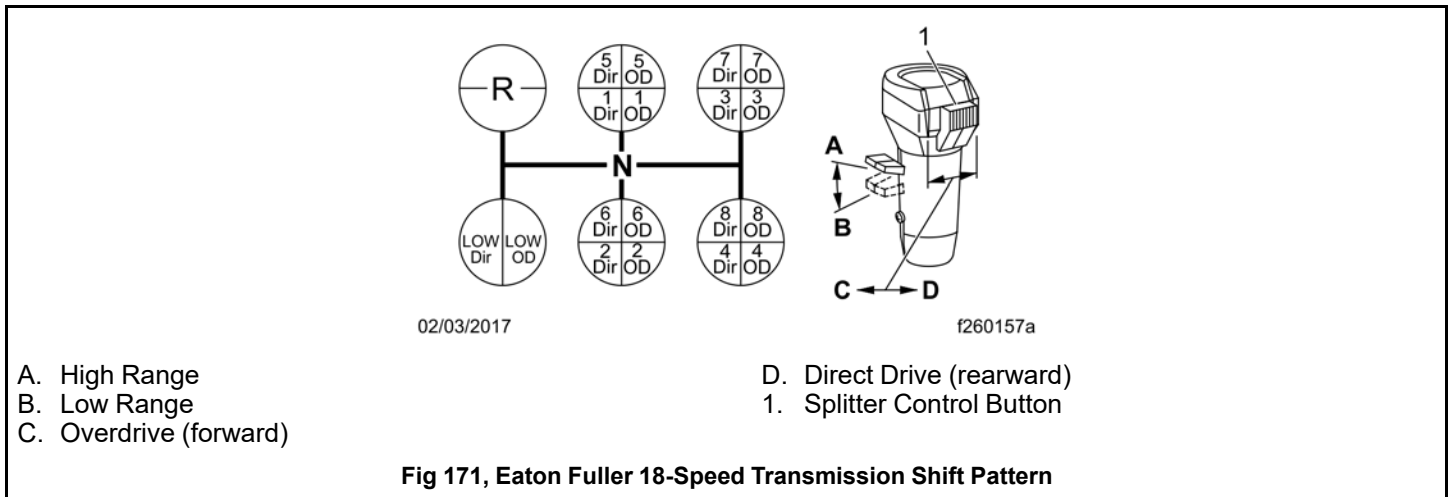 1
R
5 5
Dir OD
1 1
Dir OD
7 7
Dir OD
3 3
Dir OD
A
B
N
LOW LOW
Dir OD
6 6
Dir OD
2 2
Dir OD
8 8
Dir OD
4 4
Dir OD
C D
02/03/2017
f260157a
A. High Range
B. Low Range
C. Overdrive (forward)
D. Direct Drive (rearward)
1. Splitter Control Button
Fig 171, Eaton Fuller 18-Speed Transmission Shift Pattern